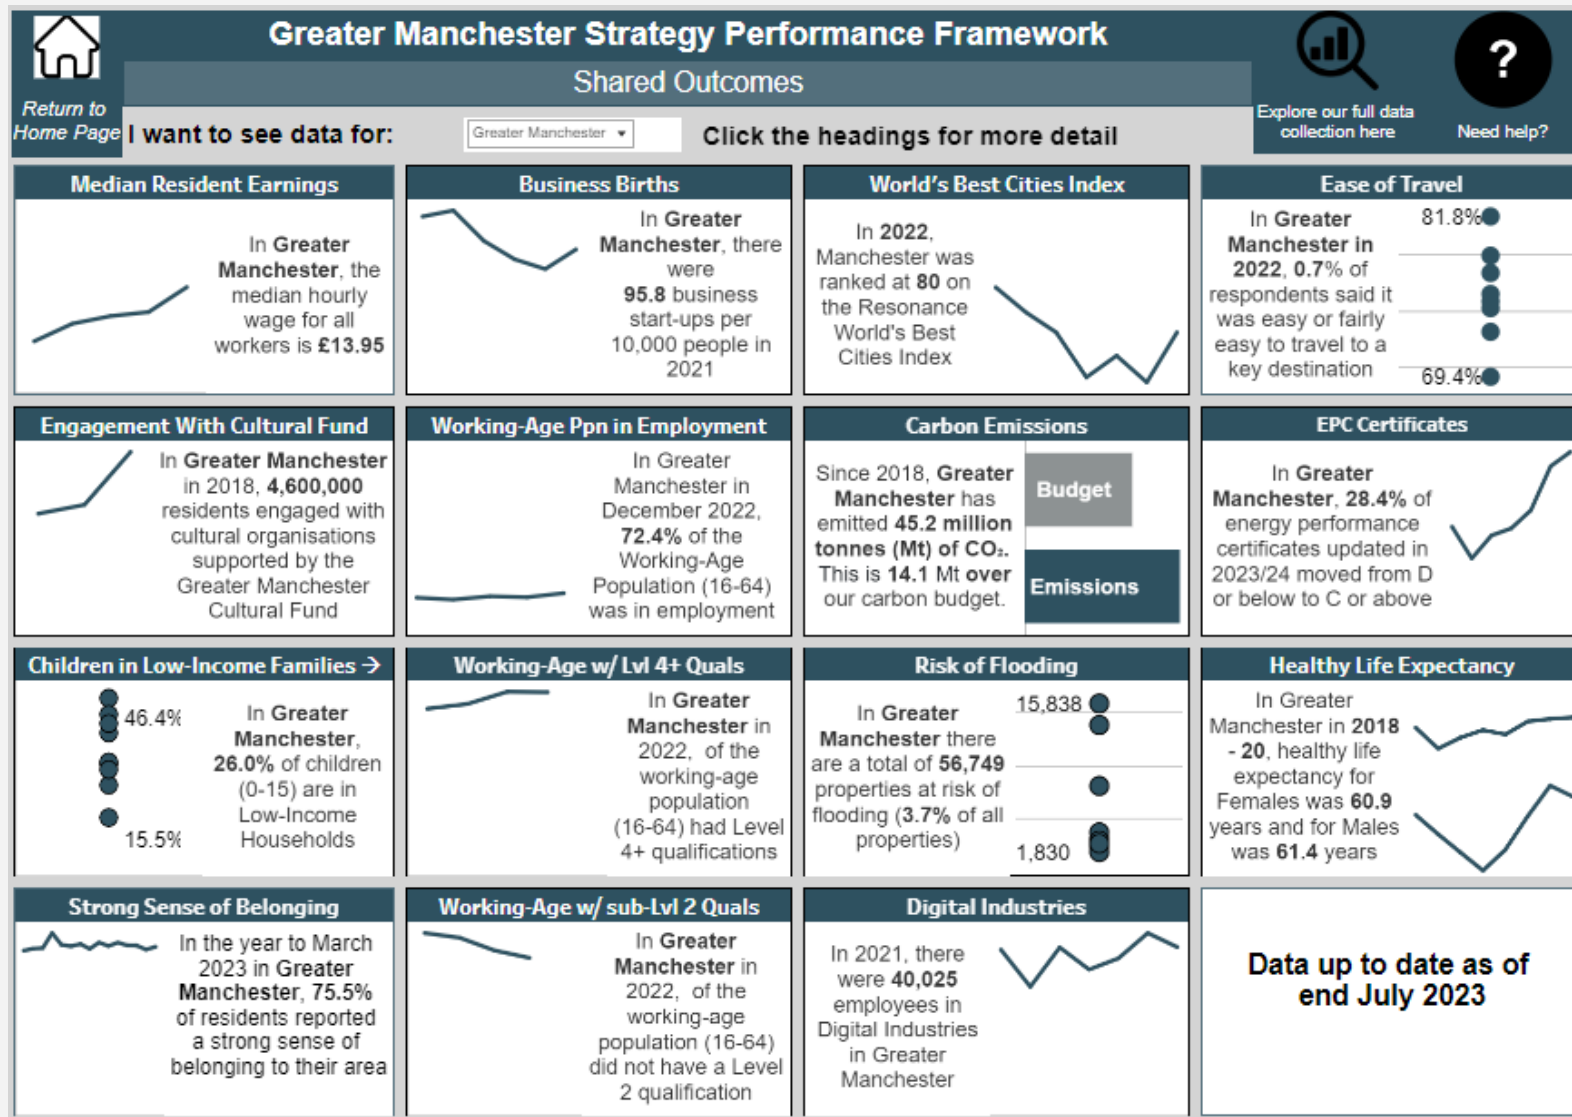 Greater Manchester Strategy Performance Framework
Shared Outcomes
Return to
Home Page
I want to see data for:
Greater Manchester
Click the headings for more detail
Explore our full data
collection here
?
Need help?
Median Resident Earnings
In Greater
Manchester, the
median hourly
wage for all
workers is £13.95
Business Births
In Greater
Manchester, there
were
95.8 business
start-ups per
10,000 people in
2021
World's Best Cities Index
In 2022,
Manchester was
ranked at 80 on
the Resonance
World's Best
Cities Index
Ease of Travel
In Greater
Manchester in
2022, 0.7% of
respondents said it
was easy or fairly
easy to travel to a
key destination
81.8%
69.4%
Engagement With Cultural Fund
In Greater Manchester
in 2018, 4,600,000
residents engaged with
cultural organisations
supported by the
Greater Manchester
Cultural Fund
Working-Age Ppn in Employment
In Greater
Manchester in
December 2022,
72.4% of the
Working-Age
Population (16-64)
was in employment
Carbon Emissions
Since 2018, Greater
Manchester has
emitted 45.2 million
tonnes (Mt) of CO₂.
This is 14.1 Mt over
our carbon budget.
Budget
Emissions
EPC Certificates
In Greater
Manchester, 28.4% of
energy performance
certificates updated in
2023/24 moved from D
or below to C or above
Children in Low-Income Families →
46.4%
15.5%
In Greater
Manchester,
26.0% of children
(0-15) are in
Low-Income
Households
Working-Age w/ Lvl 4+ Quals
In Greater
Manchester in
2022, of the
working-age
population
(16-64) had Level
4+ qualifications
Risk of Flooding
In Greater
Manchester there
are a total of 56,749
properties at risk of
flooding (3.7% of all
properties)
15,838
1,830
Healthy Life Expectancy
In Greater
Manchester in 2018
- 20, healthy life
expectancy for
Females was 60.9
years and for Males
was 61.4 years
Strong Sense of Belonging
In the year to March
2023 in Greater
Manchester, 75.5%
of residents reported
a strong sense of
belonging to their area
Working-Age w/ sub-Lvl 2 Quals
In Greater
Manchester in
2022, of the
working-age
population (16-64)
did not have a Level
2 qualification
Digital Industries
In 2021, there
were 40,025
employees in
Digital Industries
in Greater
Manchester
Data up to date as of
end July 2023